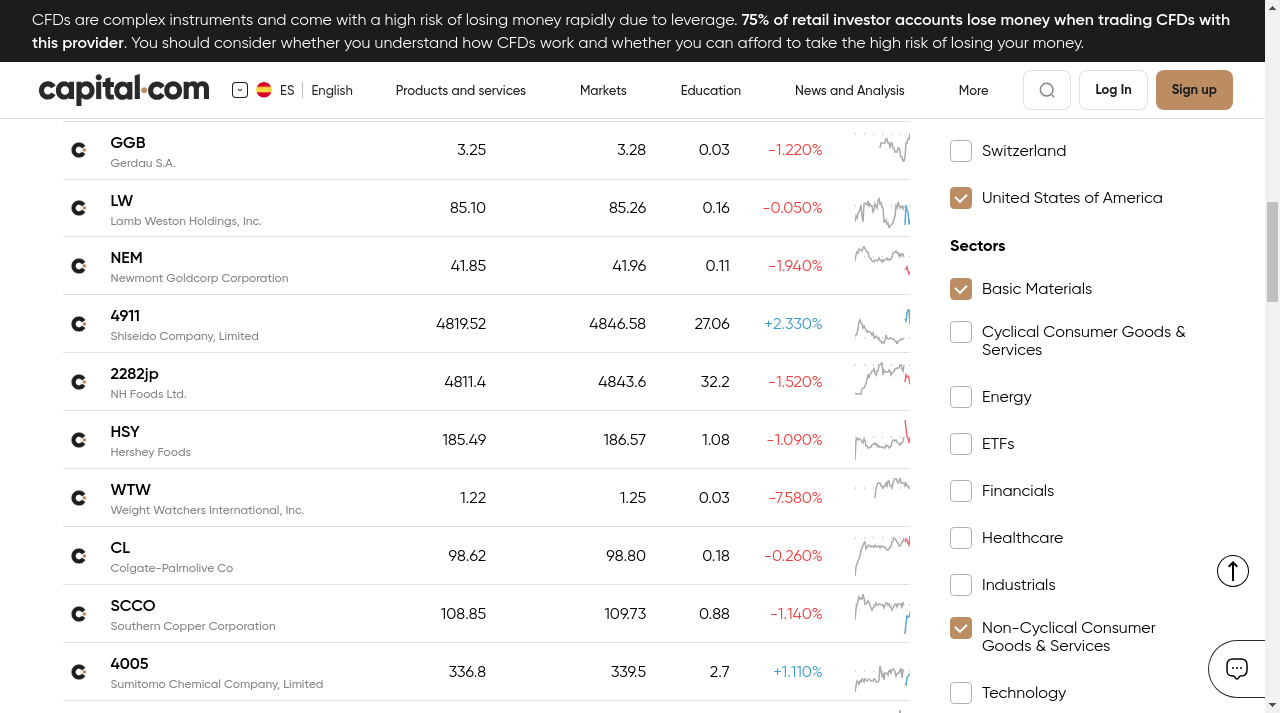 CFDs are complex instruments and come with a high risk of losing money rapidly due to leverage. 75% of retail investor accounts lose money when trading CFDs with
this provider. You should consider whether you understand how CFDs work and whether you can afford to take the high risk of losing your money.
capital.com ES English Products and services Markets Education News and Analysis More Log In Sign up
GGB 3.25 3.28 0.03 -1.220%
Gerdau S.A.
LW 85.10 85.26 0.16 -0.050%
Lamb Weston Holdings, Inc.
NEM 41.85 41.96 0.11 -1.940%
Newmont Goldcorp Corporation
4911 4819.52 4846.58 27.06 +2.330%
Shiseido Company, Limited
2282jp 4811.4 4843.6 32.2 -1.520%
NH Foods Ltd.
HSY 185.49 186.57 1.08 -1.090%
Hershey Foods
WTW 1.22 1.25 0.03 -7.580%
Weight Watchers International, Inc.
CL 98.62 98.80 0.18 -0.260%
Colgate-Palmolive Co
SCCO 108.85 109.73 0.88 -1.140%
Southern Copper Corporation
4005 336.8 339.5 2.7 +1.110%
Sumitomo Chemical Company, Limited
Switzerland
United States of America
Sectors
Basic Materials
Cyclical Consumer Goods &
Services
Energy
ETFs
Financials
Healthcare
Industrials
Non-Cyclical Consumer
Goods & Services
Technology